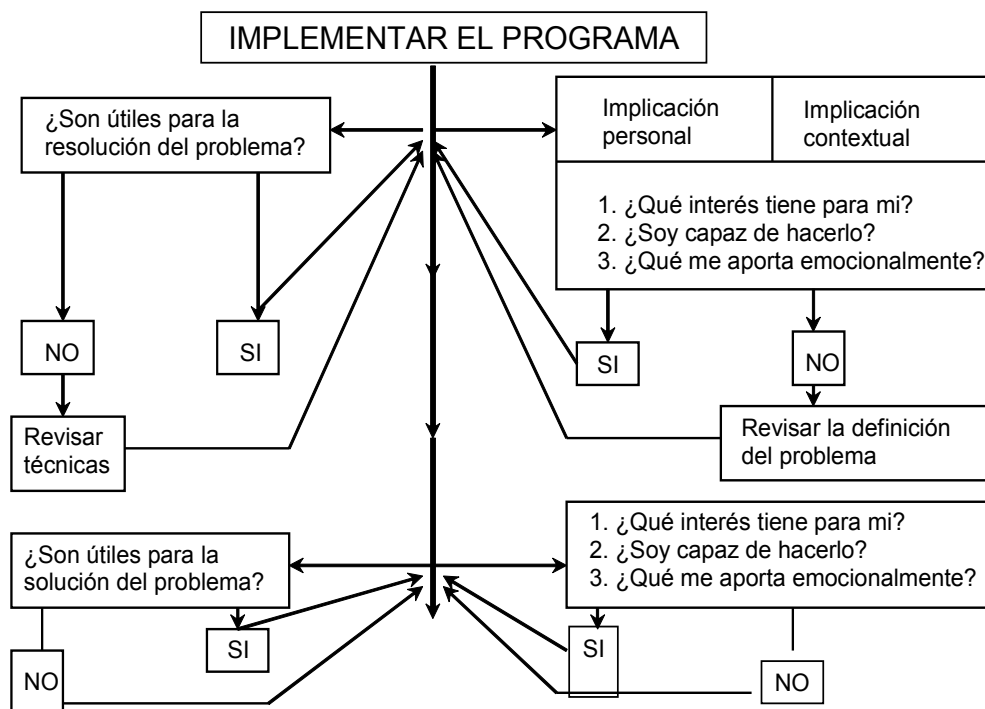 IMPLEMENTAR EL PROGRAMA
¿Son útiles para la
resolución del problema?
Implicación
personal
Implicación
contextual
1. ¿Qué interés tiene para mi?
2. ¿Soy capaz de hacerlo?
3. ¿Qué me aporta emocionalmente?
NO
SI
SI
NO
Revisar
técnicas
Revisar la definición
del problema
¿Son útiles para la
solución del problema?
1. ¿Qué interés tiene para mi?
2. ¿Soy capaz de hacerlo?
3. ¿Qué me aporta emocionalmente?
NO
SI
SI
NO